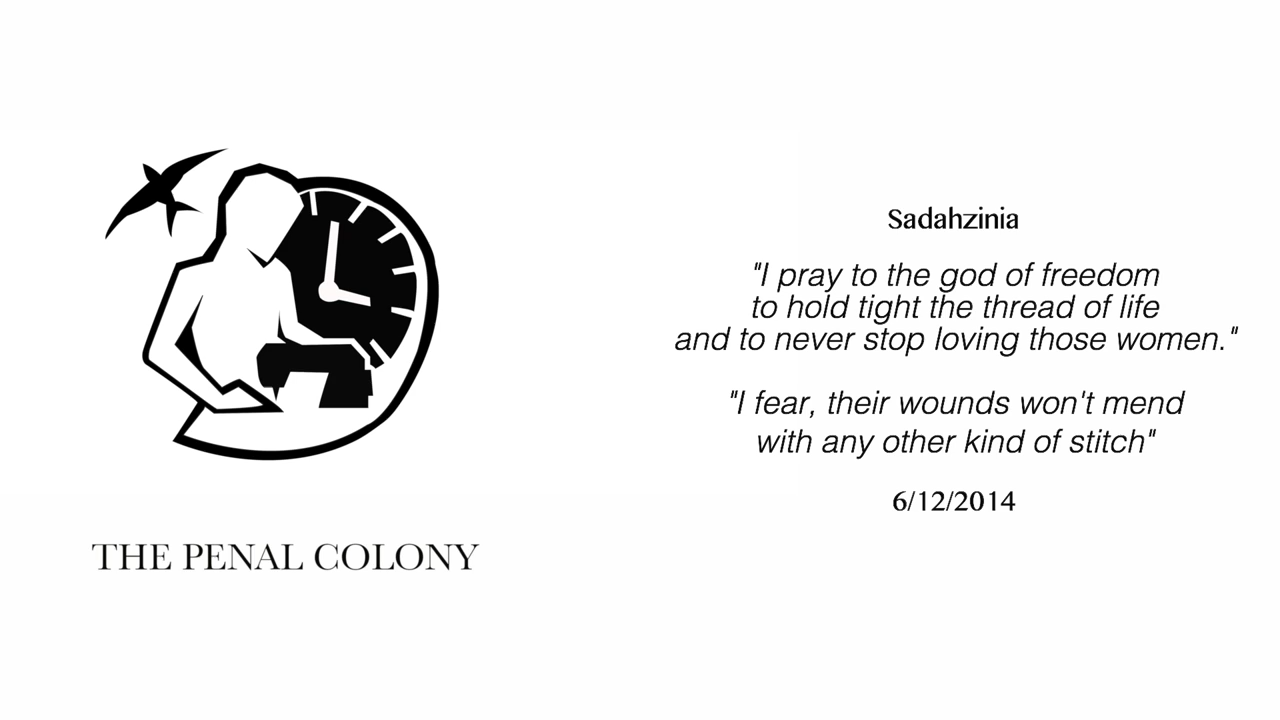 THE PENAL COLONY
Sadahzinia
"I pray to the god of freedom
to hold tight the thread of life
and to never stop loving those women."
"I fear, their wounds won't mend
with any other kind of stitch"
6/12/2014